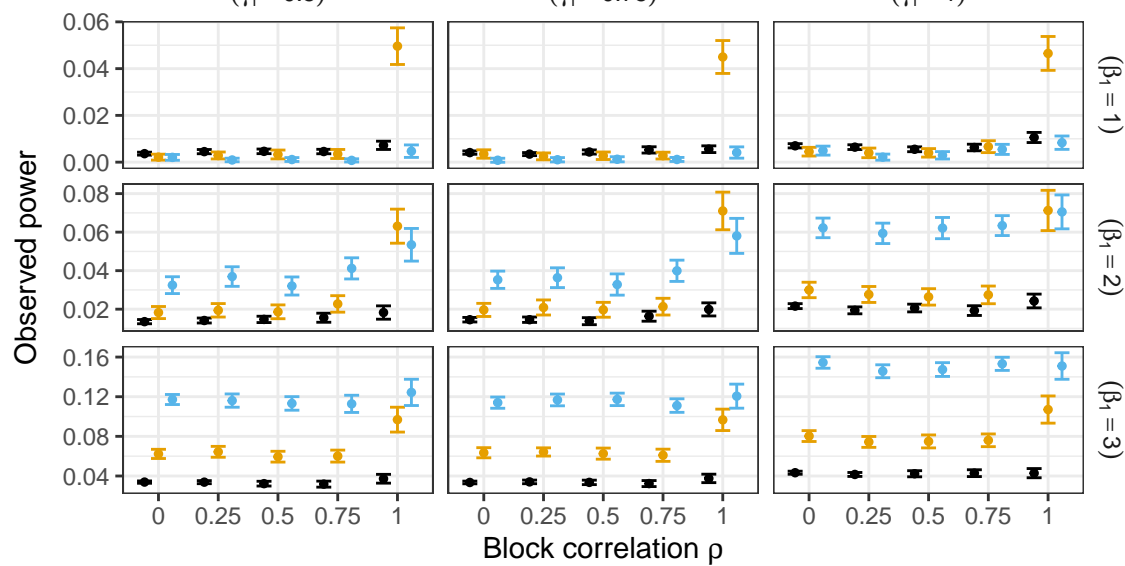 0.06
0.04
0.02
0.00
(β₁ = 1)
0.08
0.06
0.04
0.02
(β₁ = 2)
0.16
0.12
0.08
0.04
(β₁ = 3)
Observed power
0 0.25 0.5 0.75 1 0 0.25 0.5 0.75 1 0 0.25 0.5 0.75 1
Block correlation ρ